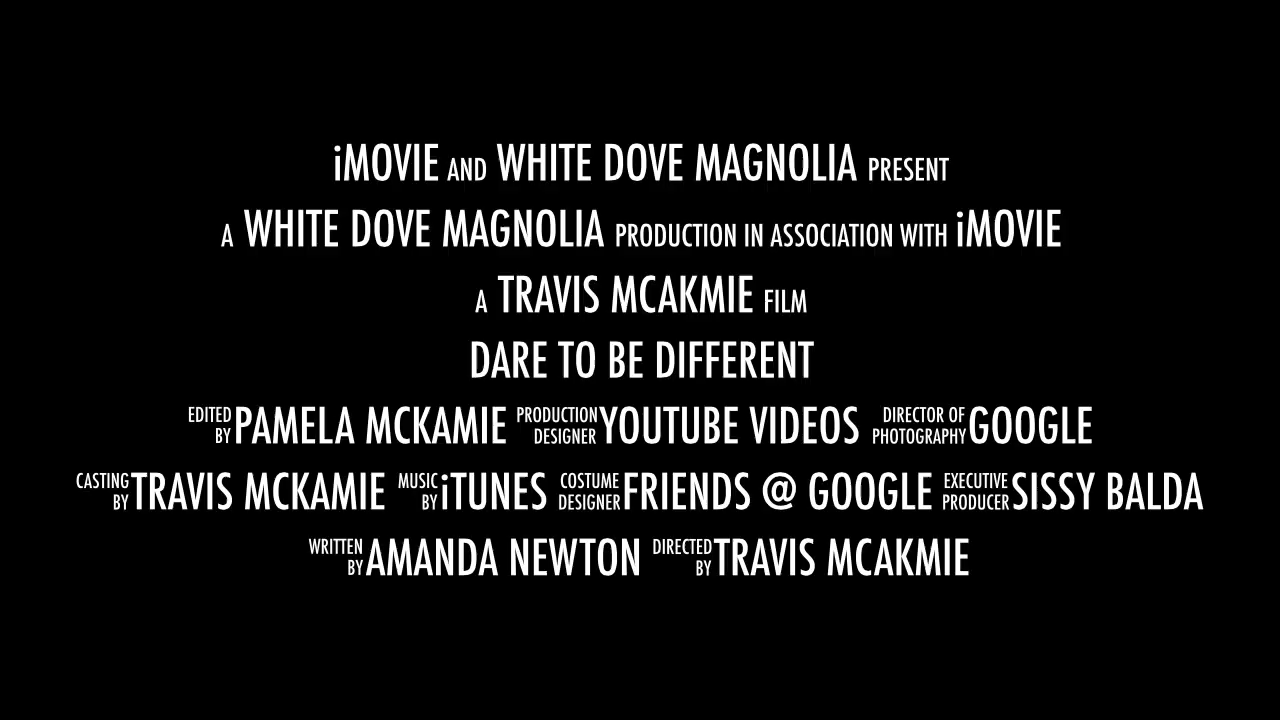 iMOVIE AND WHITE DOVE MAGNOLIA PRESENT
A WHITE DOVE MAGNOLIA PRODUCTION IN ASSOCIATION WITH iMOVIE
A TRAVIS MCAKMIE FILM
DARE TO BE DIFFERENT
EDITED BY PAMELA MCKAMIE PRODUCTION DESIGNER YOUTUBE VIDEOS DIRECTOR OF PHOTOGRAPHY GOOGLE
CASTING BY TRAVIS MCKAMIE MUSIC BY iTUNES COSTUME DESIGNER FRIENDS @ GOOGLE EXECUTIVE PRODUCER SISSY BALDA
WRITTEN BY AMANDA NEWTON DIRECTED BY TRAVIS MCAKMIE